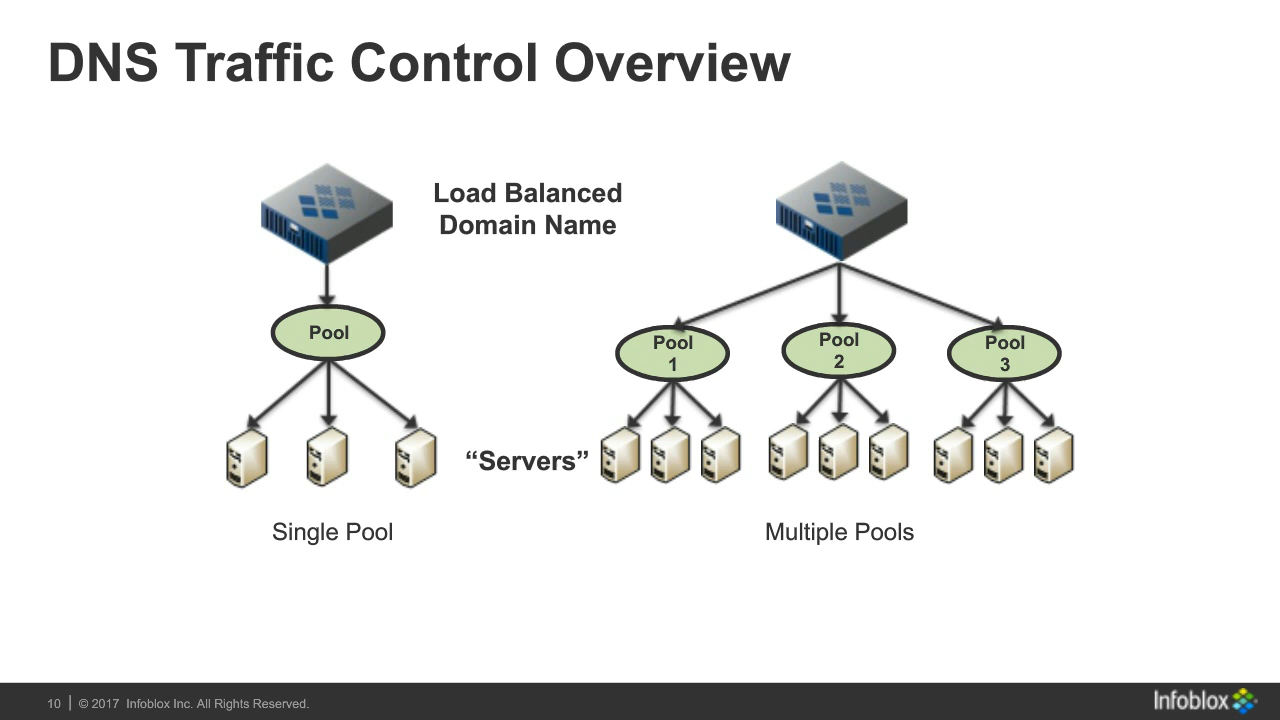 DNS Traffic Control Overview
Load Balanced
Domain Name
Pool
Pool
1
Pool
2
Pool
3
“Servers”
Single Pool
Multiple Pools
10 | © 2017 Infoblox Inc. All Rights Reserved.
Infoblox